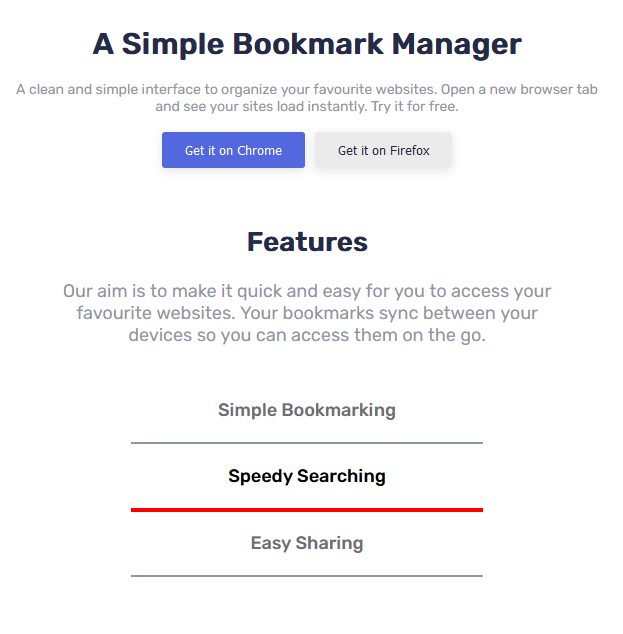 A Simple Bookmark Manager
A clean and simple interface to organize your favourite websites. Open a new browser tab
and see your sites load instantly. Try it for free.
Get it on Chrome
Get it on Firefox
Features
Our aim is to make it quick and easy for you to access your
favourite websites. Your bookmarks sync between your
devices so you can access them on the go.
Simple Bookmarking
Speedy Searching
Easy Sharing